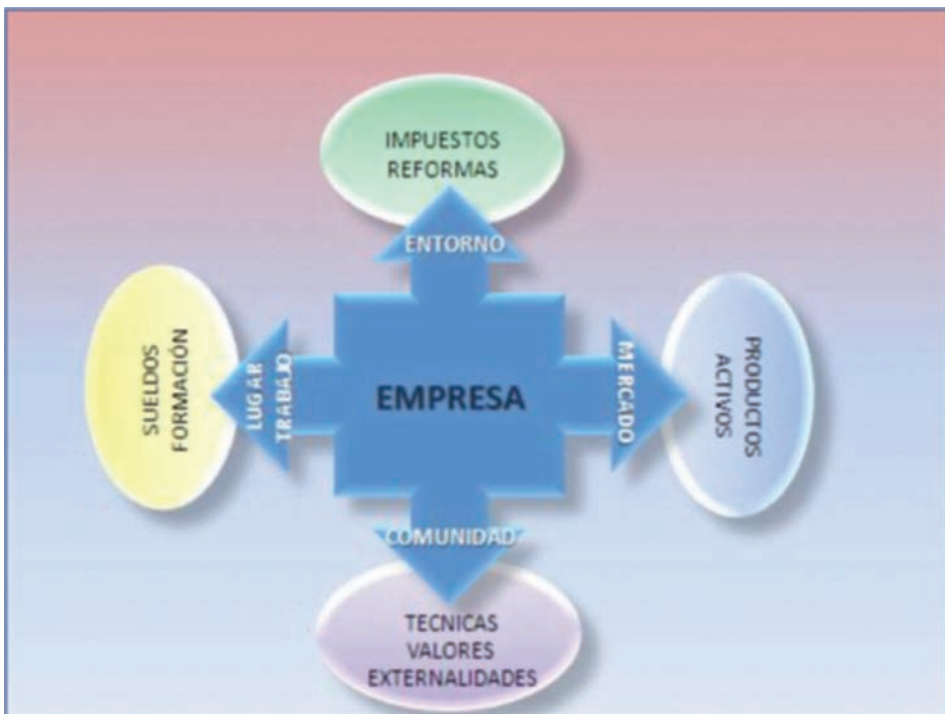 IMPUESTOS
REFORMAS
ENTORNO
SUELDOS
FORMACIÓN
LUGAR
TRABAJO
EMPRESA
MERCADO
PRODUCTOS
ACTIVOS
COMUNIDAD
TECNICAS
VALORES
EXTERNALIDADES